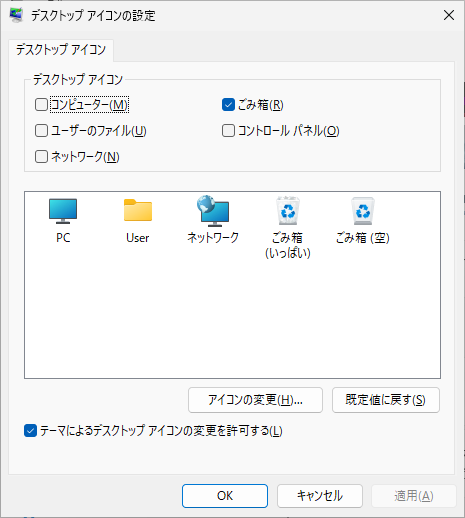 デスクトップ アイコンの設定
デスクトップ アイコン
デスクトップ アイコン
コンピューター(M)
ごみ箱(R)
ユーザーのファイル(U)
コントロール パネル(O)
ネットワーク(N)
PC
User
ネットワーク
ごみ箱
(いっぱい)
ごみ箱 (空)
アイコンの変更(H)...
既定値に戻す(S)
テーマによるデスクトップ アイコンの変更を許可する(L)
OK
キャンセル
適用(A)